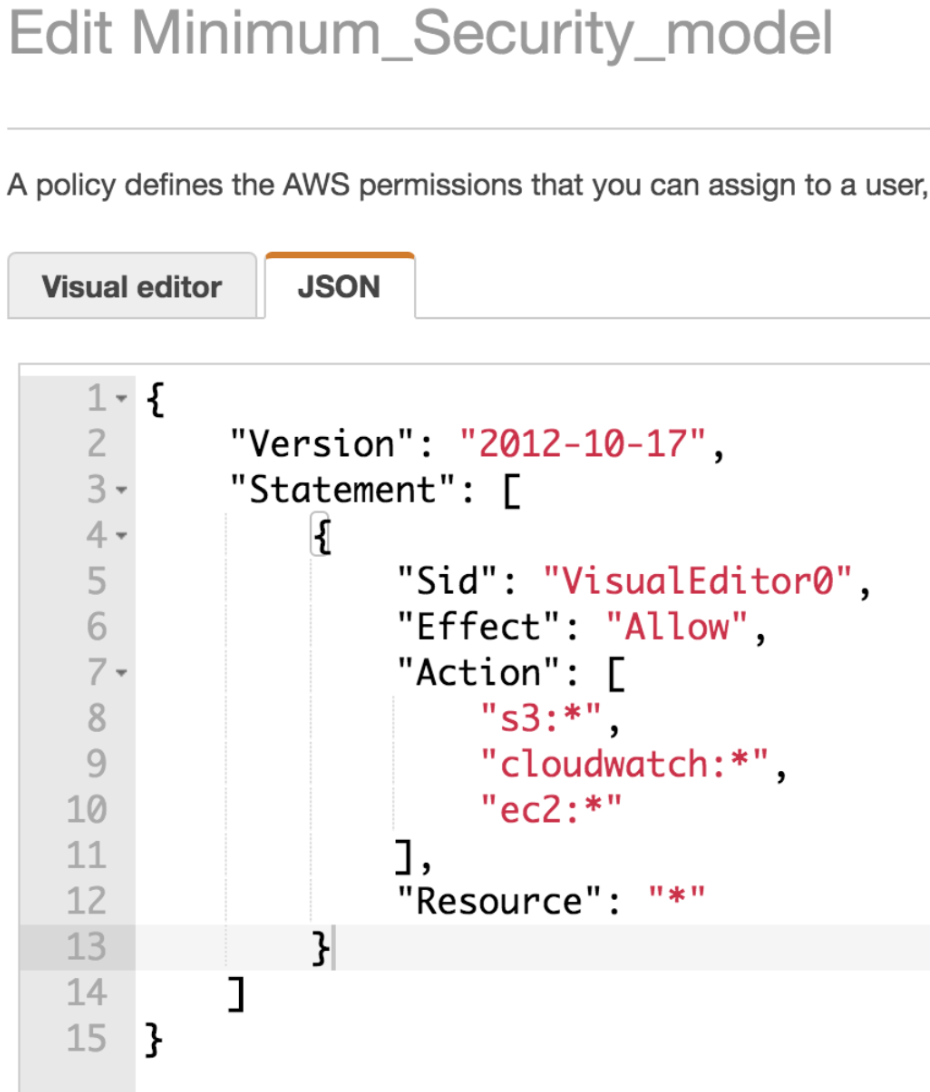 Edit Minimum_Security_model
A policy defines the AWS permissions that you can assign to a user,
Visual editor JSON
1 {
2 "Version": "2012-10-17",
3 "Statement": [
4 {
5 "Sid": "VisualEditor0",
6 "Effect": "Allow",
7 "Action": [
8 "s3:*",
9 "cloudwatch:*",
10 "ec2:*"
11 ],
12 "Resource": "*"
13 }
14 ]
15 }